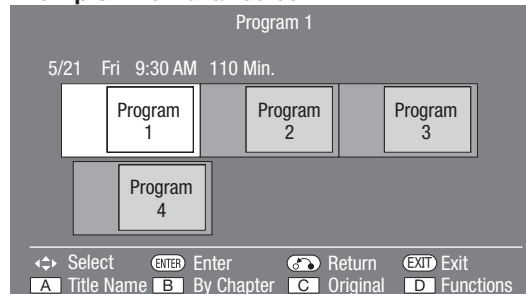 Program 1
5/21 Fri 9:30 AM 110 Min.
Program
1
Program
2
Program
3
Program
4
Select ENTER Enter Return EXIT Exit
A Title Name B By Chapter C Original D Functions